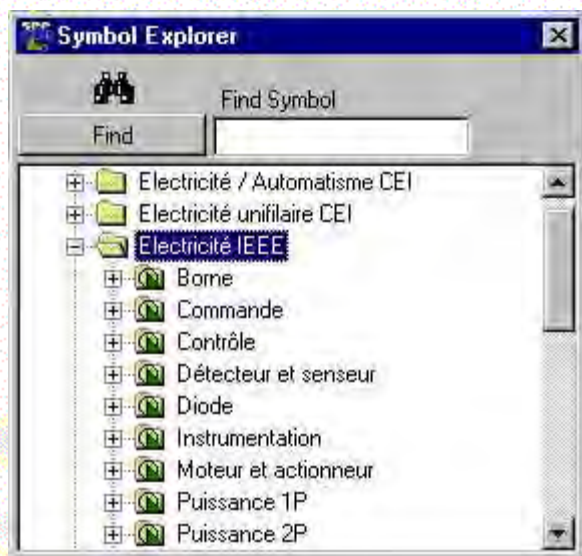 Symbol Explorer
Find Symbol
Find
Electricité / Automatisme CEI
Electricité unifilaire CEI
Electricité IEEE
Borne
Commande
Contrôle
Détecteur et senseur
Diode
Instrumentation
Moteur et actionneur
Puissance 1P
Puissance 2P